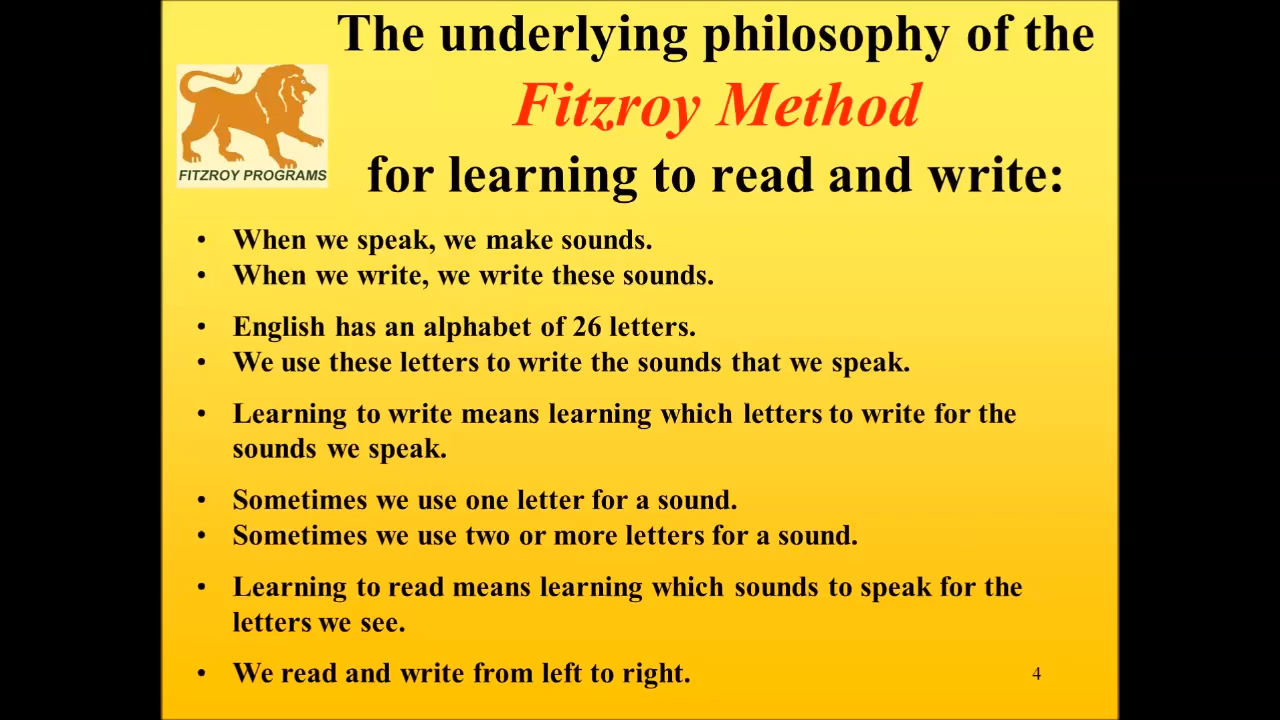 The underlying philosophy of the
Fitzroy Method
for learning to read and write:
FITZROY PROGRAMS
• When we speak, we make sounds.
• When we write, we write these sounds.
• English has an alphabet of 26 letters.
• We use these letters to write the sounds that we speak.
• Learning to write means learning which letters to write for the
sounds we speak.
• Sometimes we use one letter for a sound.
• Sometimes we use two or more letters for a sound.
• Learning to read means learning which sounds to speak for the
letters we see.
• We read and write from left to right.
4